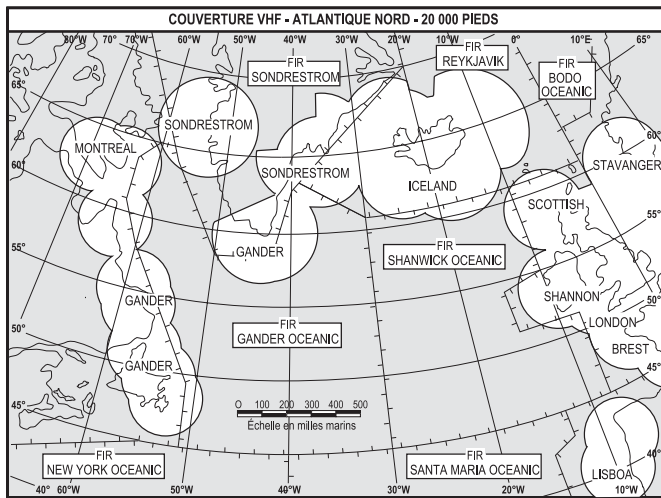 COUVERTURE VHF - ATLANTIQUE NORD - 20 000 PIEDS
80°W 70° 70° 60°W 50°W 40°W 30°W 20°W 10°W 0° 10°E 65°
65°
FIR
SONDRESTROM
FIR
REYKJAVIK
FIR
BODO
OCEANIC
SONDRESTROM
MONTREAL
60°
60°
STAVANGER
SONDRESTROM
ICELAND
SCOTTISH
55°
55°
GANDER
FIR
SHANWICK OCEANIC
GANDER
SHANNON
50°
50°
LONDON
FIR
GANDER OCEANIC
BREST
GANDER
45°
45°
0 100 200 300 400 500
Échelle en milles marins
FIR
NEW YORK OCEANIC
FIR
SANTA MARIA OCEANIC
40°
LISBOA
40° 60°W 50°W 40°W 30°W 20°W 10°W